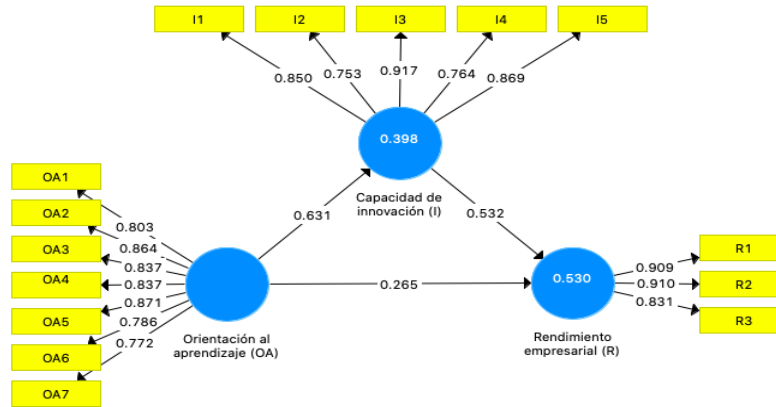 I1
I2
I3
I4
I5
0.850
0.753
0.917
0.764
0.869
0.398
Capacidad de
innovación (I)
OA1
OA2
OA3
OA4
OA5
OA6
OA7
0.803
0.864
0.837
0.837
0.871
0.786
0.772
0.631
0.532
0.265
Orientación al
aprendizaje (OA)
0.530
Rendimiento
empresarial (R)
0.909
0.910
0.831
R1
R2
R3